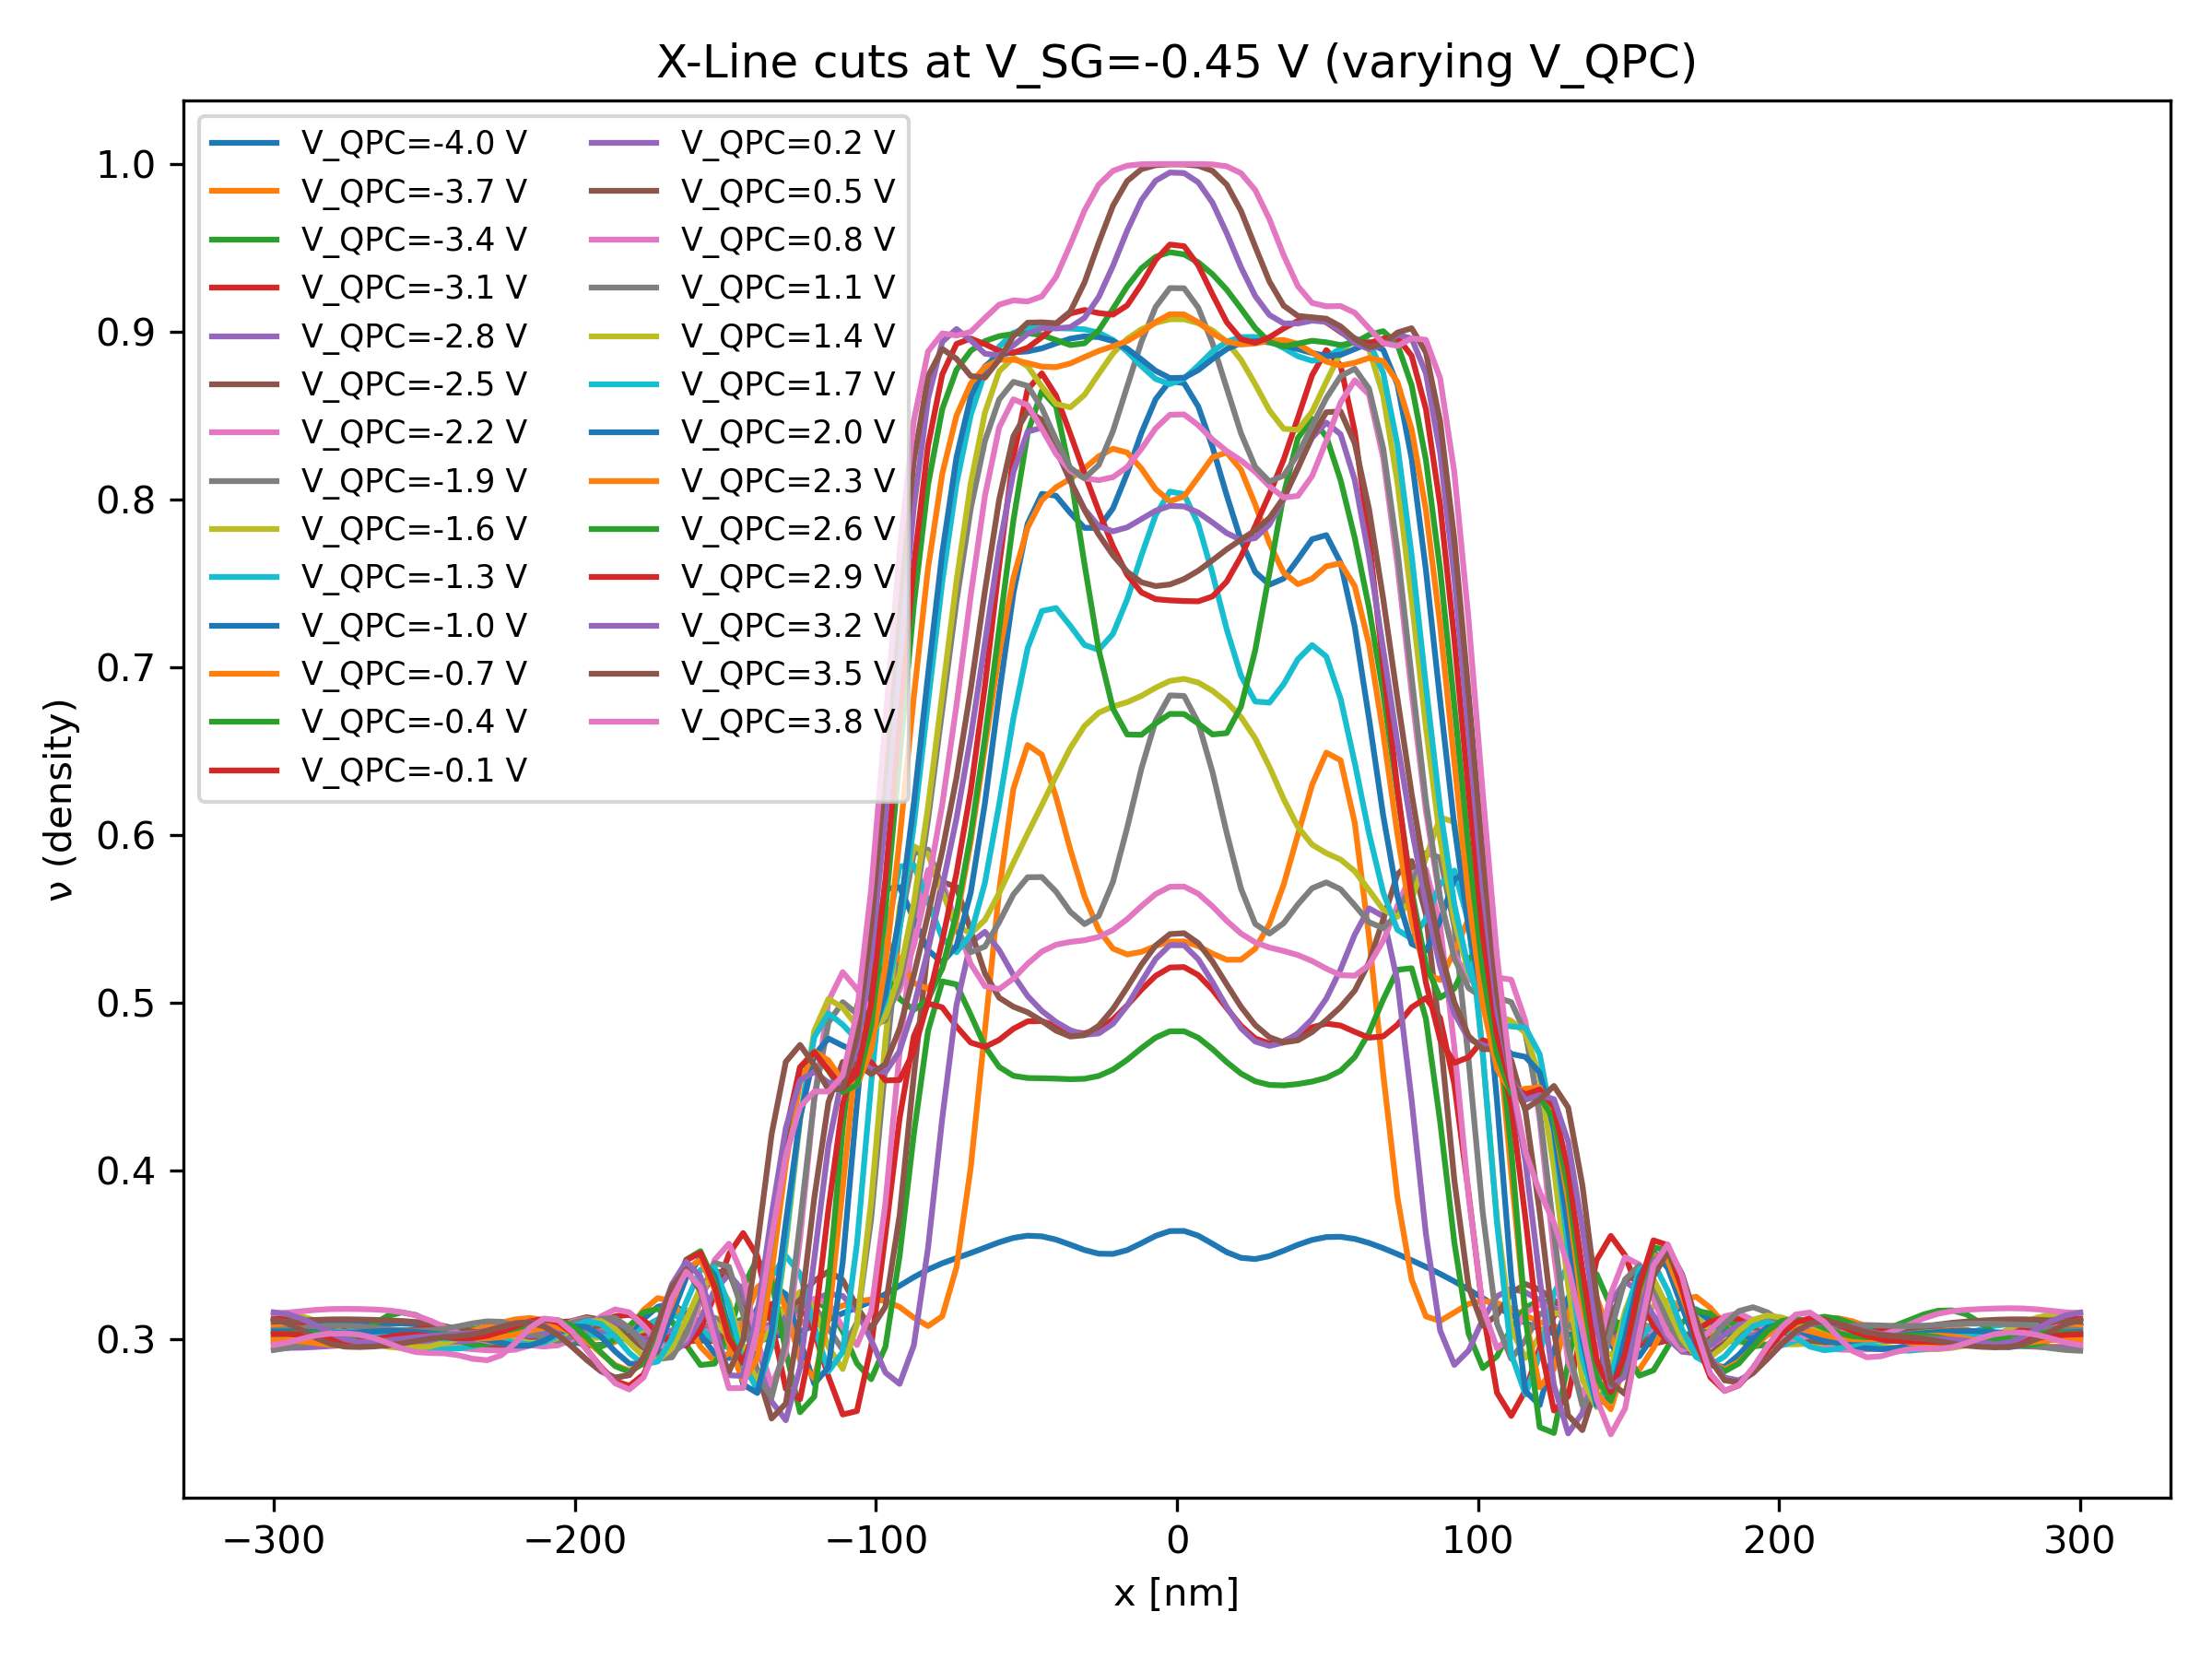 X-Line cuts at V_SG=-0.45 V (varying V_QPC)
V_QPC=-4.0 V
V_QPC=-3.7 V
V_QPC=-3.4 V
V_QPC=-3.1 V
V_QPC=-2.8 V
V_QPC=-2.5 V
V_QPC=-2.2 V
V_QPC=-1.9 V
V_QPC=-1.6 V
V_QPC=-1.3 V
V_QPC=-1.0 V
V_QPC=-0.7 V
V_QPC=-0.4 V
V_QPC=-0.1 V
V_QPC=0.2 V
V_QPC=0.5 V
V_QPC=0.8 V
V_QPC=1.1 V
V_QPC=1.4 V
V_QPC=1.7 V
V_QPC=2.0 V
V_QPC=2.3 V
V_QPC=2.6 V
V_QPC=2.9 V
V_QPC=3.2 V
V_QPC=3.5 V
V_QPC=3.8 V
ν (density)
1.0
0.9
0.8
0.7
0.6
0.5
0.4
0.3
−300
−200
−100
0
100
200
300
x [nm]